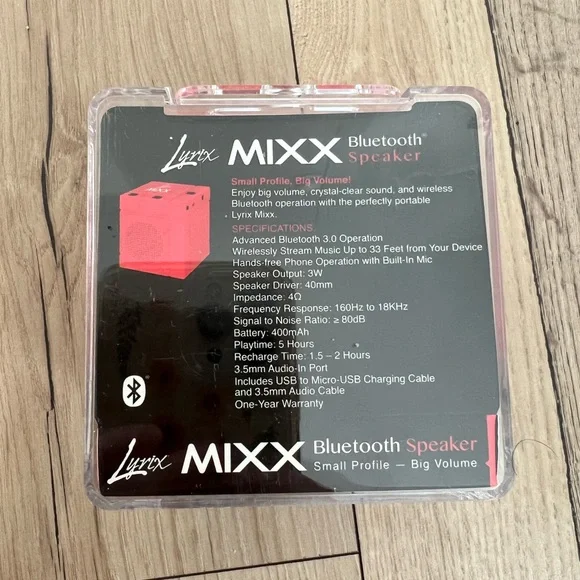 Lyrix MIXX Bluetooth® Speaker
Small Profile, Big Volume!
Enjoy big volume, crystal-clear sound, and wireless
Bluetooth operation with the perfectly portable
Lyrix Mixx.
SPECIFICATIONS
Advanced Bluetooth 3.0 Operation
Wirelessly Stream Music Up to 33 Feet from Your Device
Hands-free Phone Operation with Built-In Mic
Speaker Output: 3W
Speaker Driver: 40mm
Impedance: 4Ω
Frequency Response: 160Hz to 18KHz
Signal to Noise Ratio: ≥ 80dB
Battery: 400mAh
Playtime: 5 Hours
Recharge Time: 1.5 – 2 Hours
3.5mm Audio-In Port
Includes USB to Micro-USB Charging Cable
and 3.5mm Audio Cable
One-Year Warranty
Lyrix MIXX Bluetooth Speaker
Small Profile — Big Volume